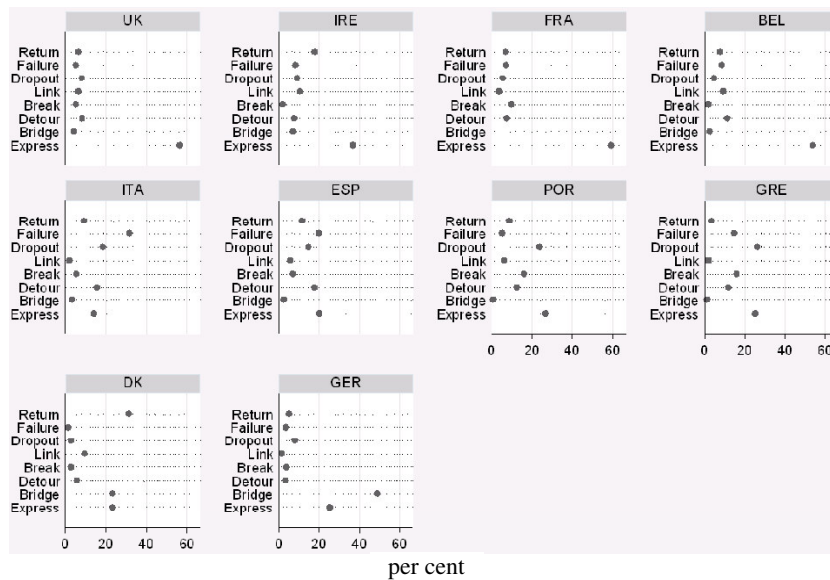 UK IRE FRA BEL
Return Return Return Return
Failure Failure Failure Failure
Dropout Dropout Dropout Dropout
Link Link Link Link
Break Break Break Break
Detour Detour Detour Detour
Bridge Bridge Bridge Bridge
Express Express Express Express
ITA ESP POR GRE
Return Return Return Return
Failure Failure Failure Failure
Dropout Dropout Dropout Dropout
Link Link Link Link
Break Break Break Break
Detour Detour Detour Detour
Bridge Bridge Bridge Bridge
Express Express Express Express
0 20 40 60 0 20 40 60
DK GER
Return Return
Failure Failure
Dropout Dropout
Link Link
Break Break
Detour Detour
Bridge Bridge
Express Express
0 20 40 60 0 20 40 60
per cent